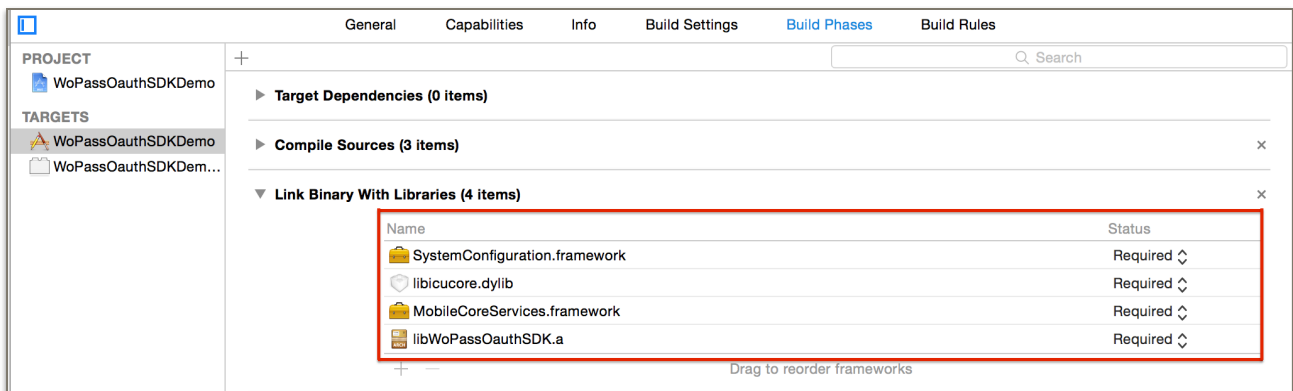 General Capabilities Info Build Settings Build Phases Build Rules
PROJECT
WoPassOauthSDKDemo
TARGETS
WoPassOauthSDKDemo
WoPassOauthSDKDem...
+ Search
Target Dependencies (0 items)
Compile Sources (3 items) ×
Link Binary With Libraries (4 items) ×
Name Status
SystemConfiguration.framework Required
libicucore.dylib Required
MobileCoreServices.framework Required
libWoPassOauthSDK.a Required
+ − Drag to reorder frameworks